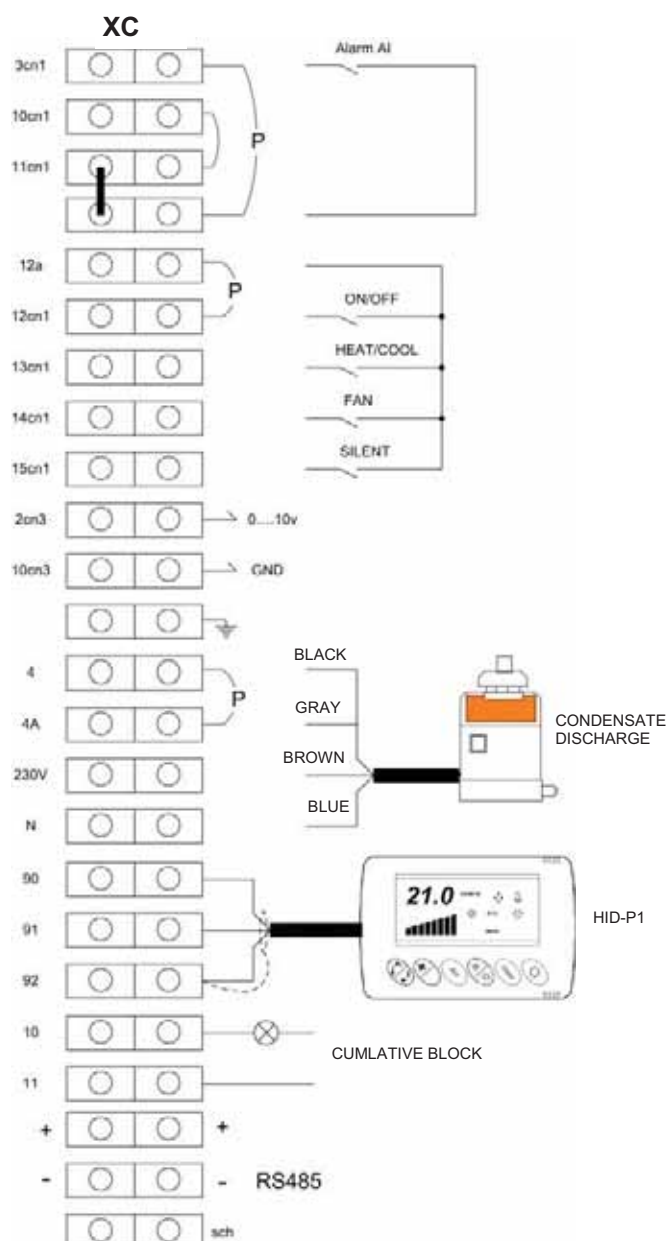 XC
3cn1
Alarm AI
10cn1
P
11cn1
12a
P
12cn1
ON/OFF
13cn1
HEAT/COOL
14cn1
FAN
15cn1
SILENT
2cn3
0....10v
10cn3
GND
4
BLACK
P
4A
GRAY
CONDENSATE
DISCHARGE
230V
BROWN
N
BLUE
90
21.0
91
HID-P1
92
10
CUMLATIVE BLOCK
11
+ +
- - RS485
sch